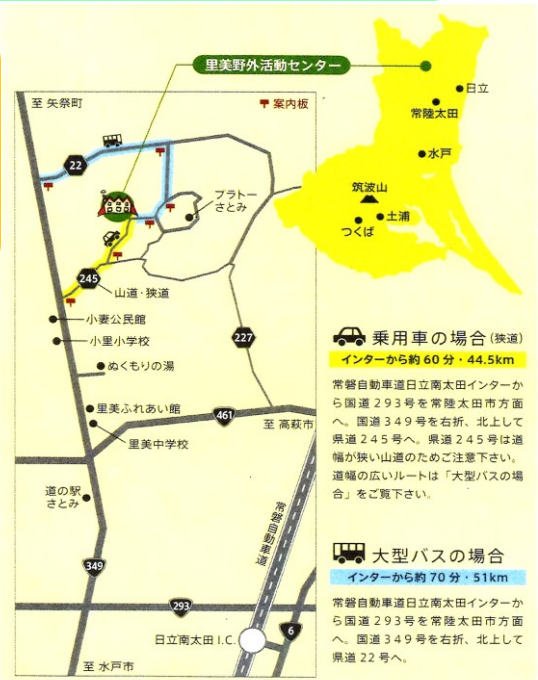 里美野外活動センター
日立
常陸太田
水戸
筑波山
土浦
つくば
至 矢祭町
案内板
22
プラトー
さとみ
245
山道・狭道
小妻公民館
小里小学校
227
ぬくもりの湯
里美ふれあい館
461
里美中学校
至 高萩市
道の駅
さとみ
常磐自動車道
349
293
日立南太田 I.C.
6
至 水戸市
乗用車の場合(狭道)
インターから約60分・44.5km
常磐自動車道日立南太田インターか
ら国道293号を常陸太田市方面
へ。国道349号を右折、北上して
県道245号へ。県道245号は道
幅が狭い山道のためご注意下さい。
道幅の広いルートは「大型バスの場
合」をご覧下さい。
大型バスの場合
インターから約70分・51km
常磐自動車道日立南太田インターか
ら国道293号を常陸太田市方面
へ。国道349号を右折、北上して
県道22号へ。